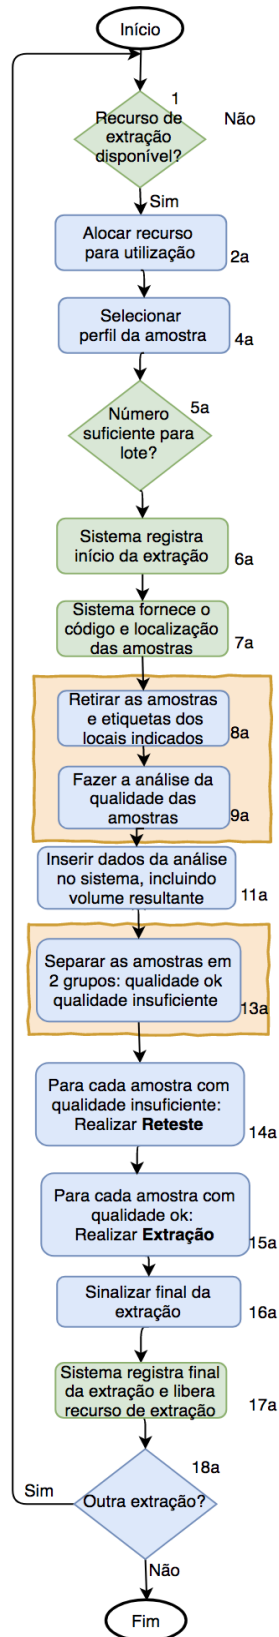 Início
1
Recurso de
extração
disponível?
Não
Sim
Alocar recurso
para utilização
2a
Selecionar
perfil da amostra
4a
5a
Número
suficiente para
lote?
Sistema registra
início da extração
6a
Sistema fornece o
código e localização
das amostras
7a
Retirar as amostras
e etiquetas dos
locais indicados
8a
Fazer a análise da
qualidade das
amostras
9a
Inserir dados da análise
no sistema, incluindo
volume resultante
11a
Separar as amostras em
2 grupos: qualidade ok
qualidade insuficiente
13a
Para cada amostra com
qualidade insuficiente:
Realizar Reteste
14a
Para cada amostra com
qualidade ok:
Realizar Extração
15a
Sinalizar final da
extração
16a
Sistema registra final
da extração e libera
recurso de extração
17a
18a
Outra extração?
Sim
Não
Fim